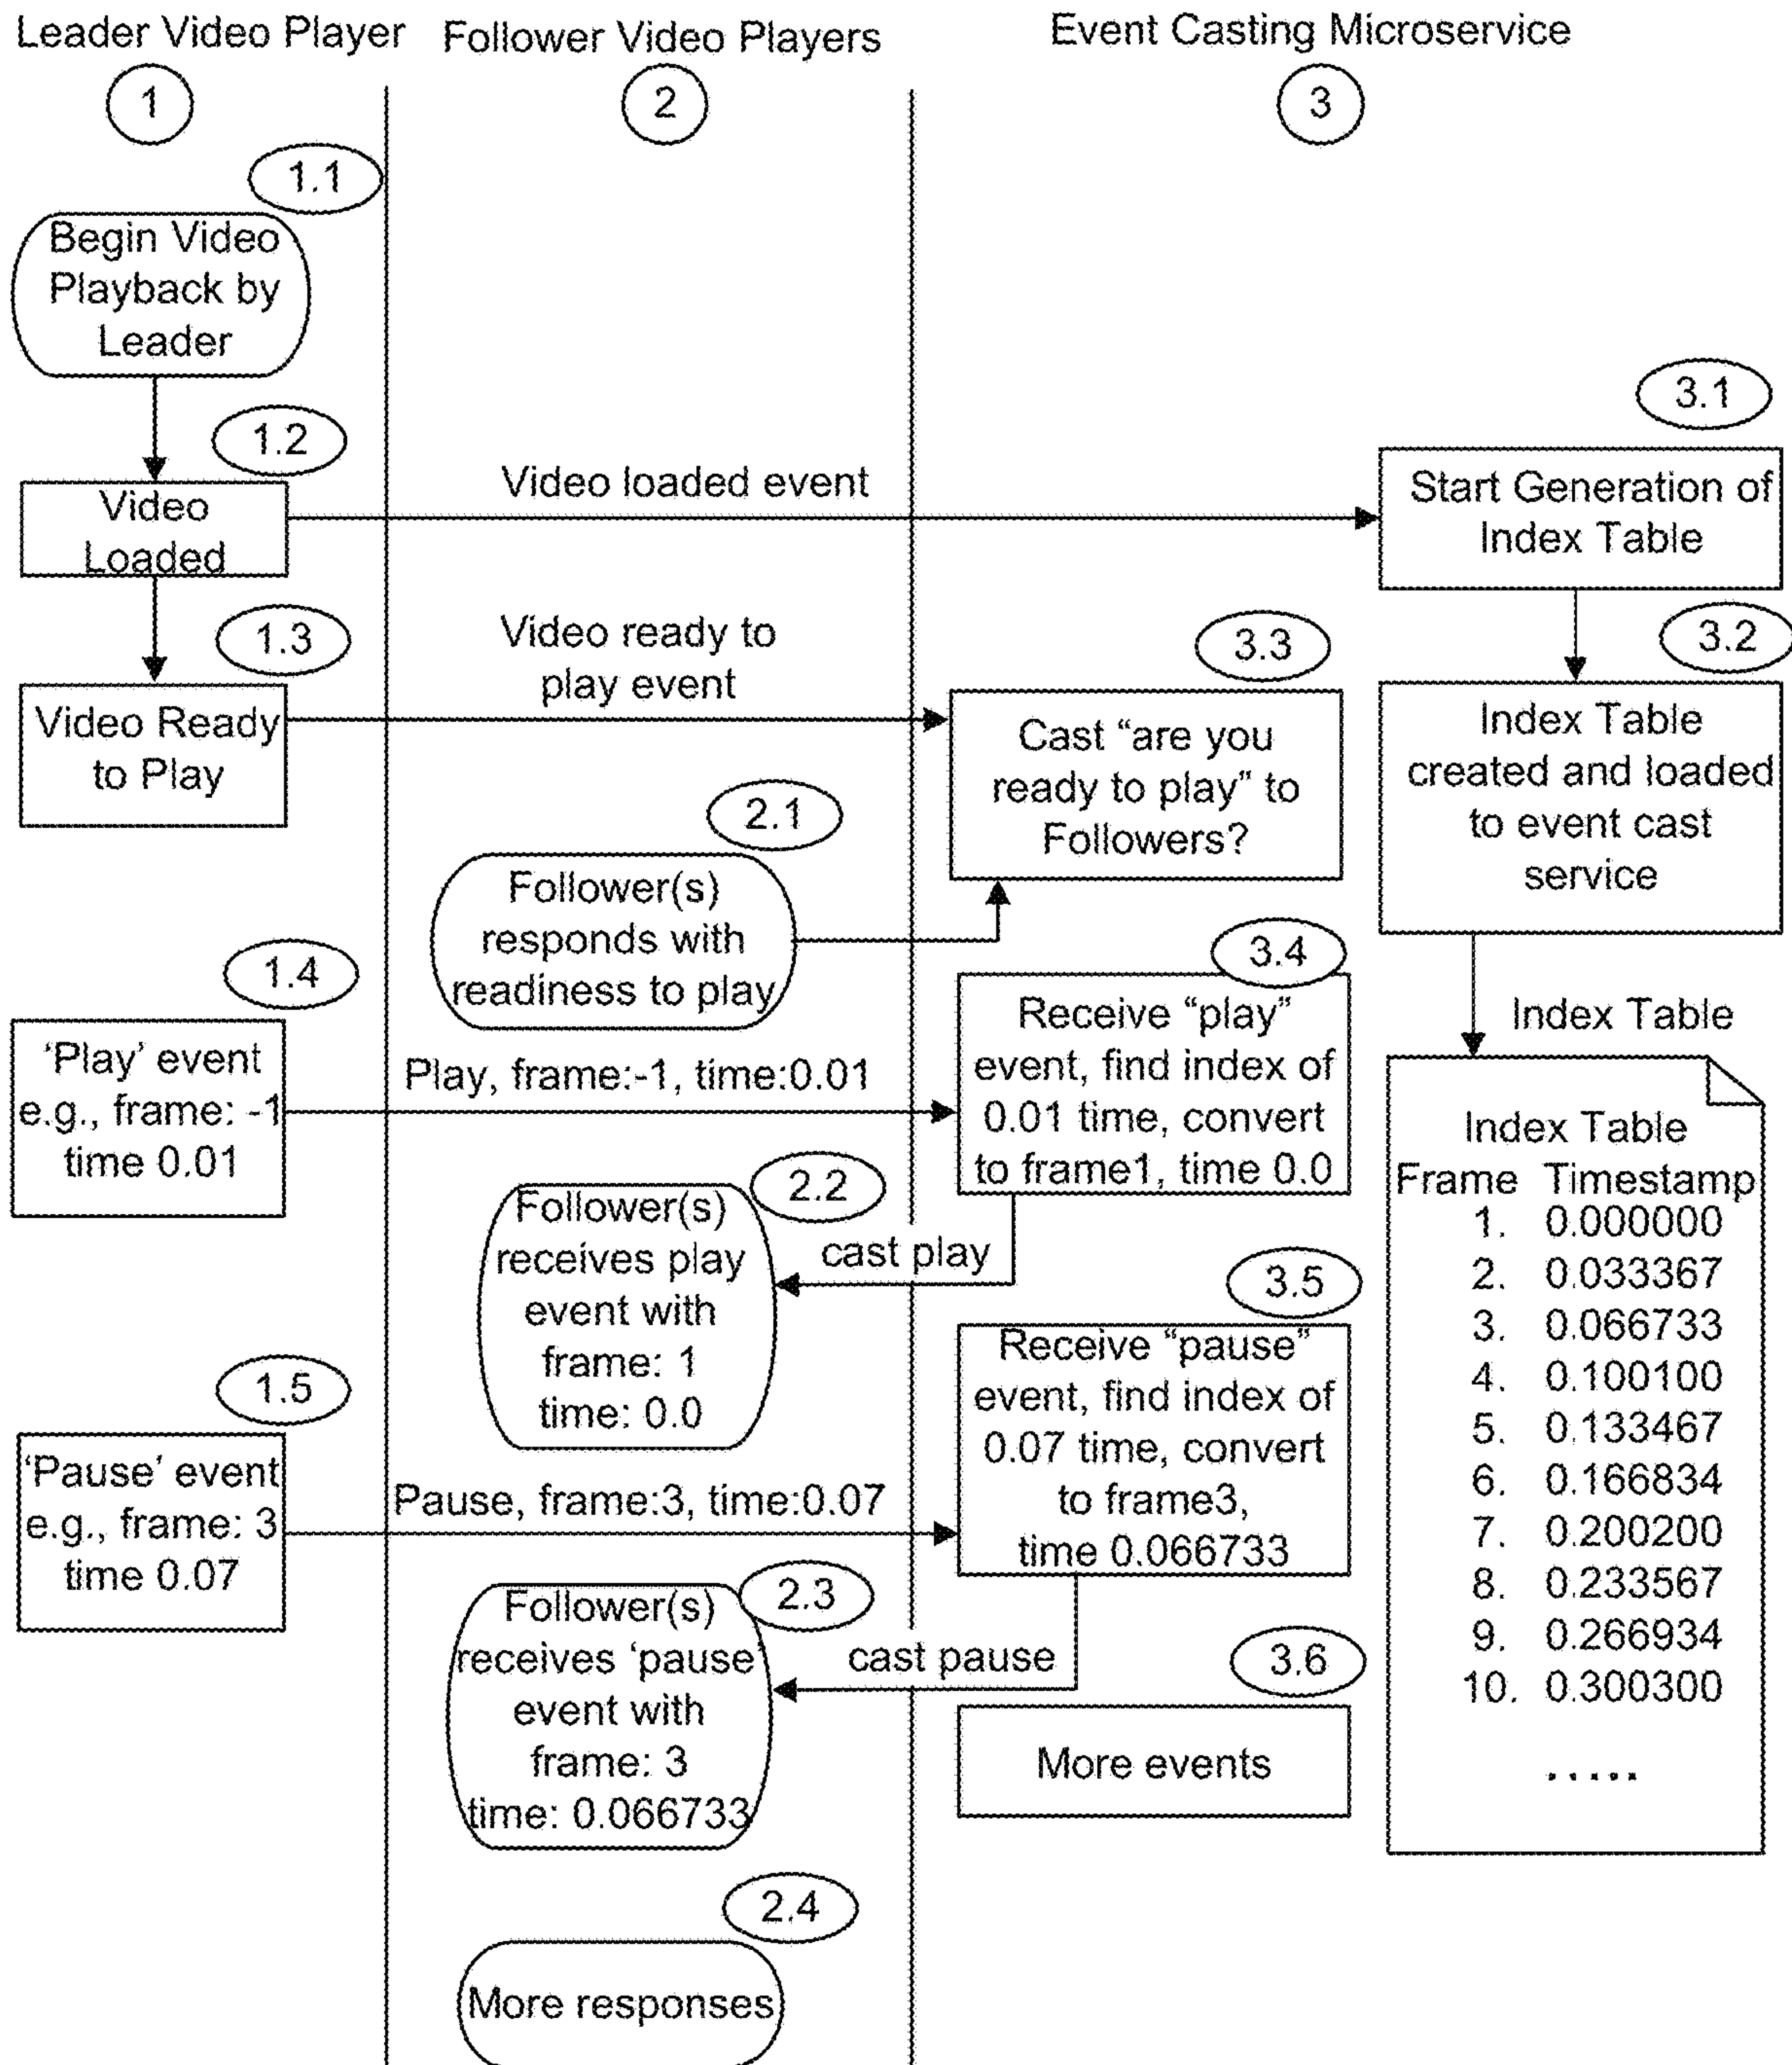 Leader Video Player
1
Follower Video Players
2
Event Casting Microservice
3
1.1
Begin Video
Playback by
Leader
1.2
Video
Loaded
Video loaded event
3.1
Start Generation of
Index Table
1.3
Video Ready
to Play
Video ready to
play event
3.3
Cast “are you
ready to play” to
Followers?
3.2
Index Table
created and loaded
to event cast
service
2.1
Follower(s)
responds with
readiness to play
1.4
‘Play’ event
e.g., frame: -1
time 0.01
Play, frame:-1, time:0.01
3.4
Receive “play”
event, find index of
0.01 time, convert
to frame1, time 0.0
Index Table
Index Table
Frame Timestamp
1. 0.000000
2. 0.033367
3. 0.066733
4. 0.100100
5. 0.133467
6. 0.166834
7. 0.200200
8. 0.233567
9. 0.266934
10. 0.300300
.....
2.2
Follower(s)
receives play
event with
frame: 1
time: 0.0
cast play
1.5
‘Pause’ event
e.g., frame: 3
time 0.07
Pause, frame:3, time:0.07
3.5
Receive “pause”
event, find index of
0.07 time, convert
to frame3,
time 0.066733
2.3
Follower(s)
receives ‘pause’
event with
frame: 3
time: 0.066733
cast pause
3.6
More events
2.4
More responses